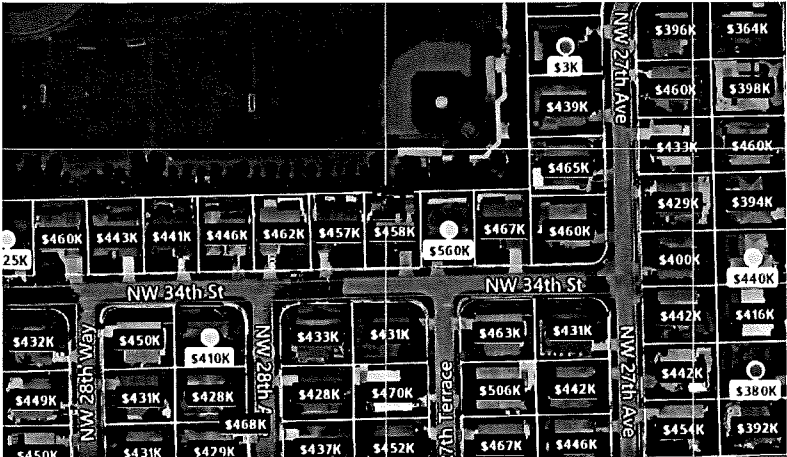 $396K $364K
$3K
$460K $398K
$439K
NW 27th Ave
$433K $460K
$465K
$429K $394K
25K $460K $443K $441K $446K $462K $457K $458K $560K $467K $460K
$400K
$440K
NW 34th St NW 34th St
$442K $416K
$432K $450K $410K $433K $431K $463K $431K
NW 28th Way
NW 28th
NW 27th Ave
$442K
$380K
$449K $431K $428K $428K $470K $506K $442K
7th Terrace
$468K
$454K $392K
$450K $431K $429K $437K $452K $467K $446K